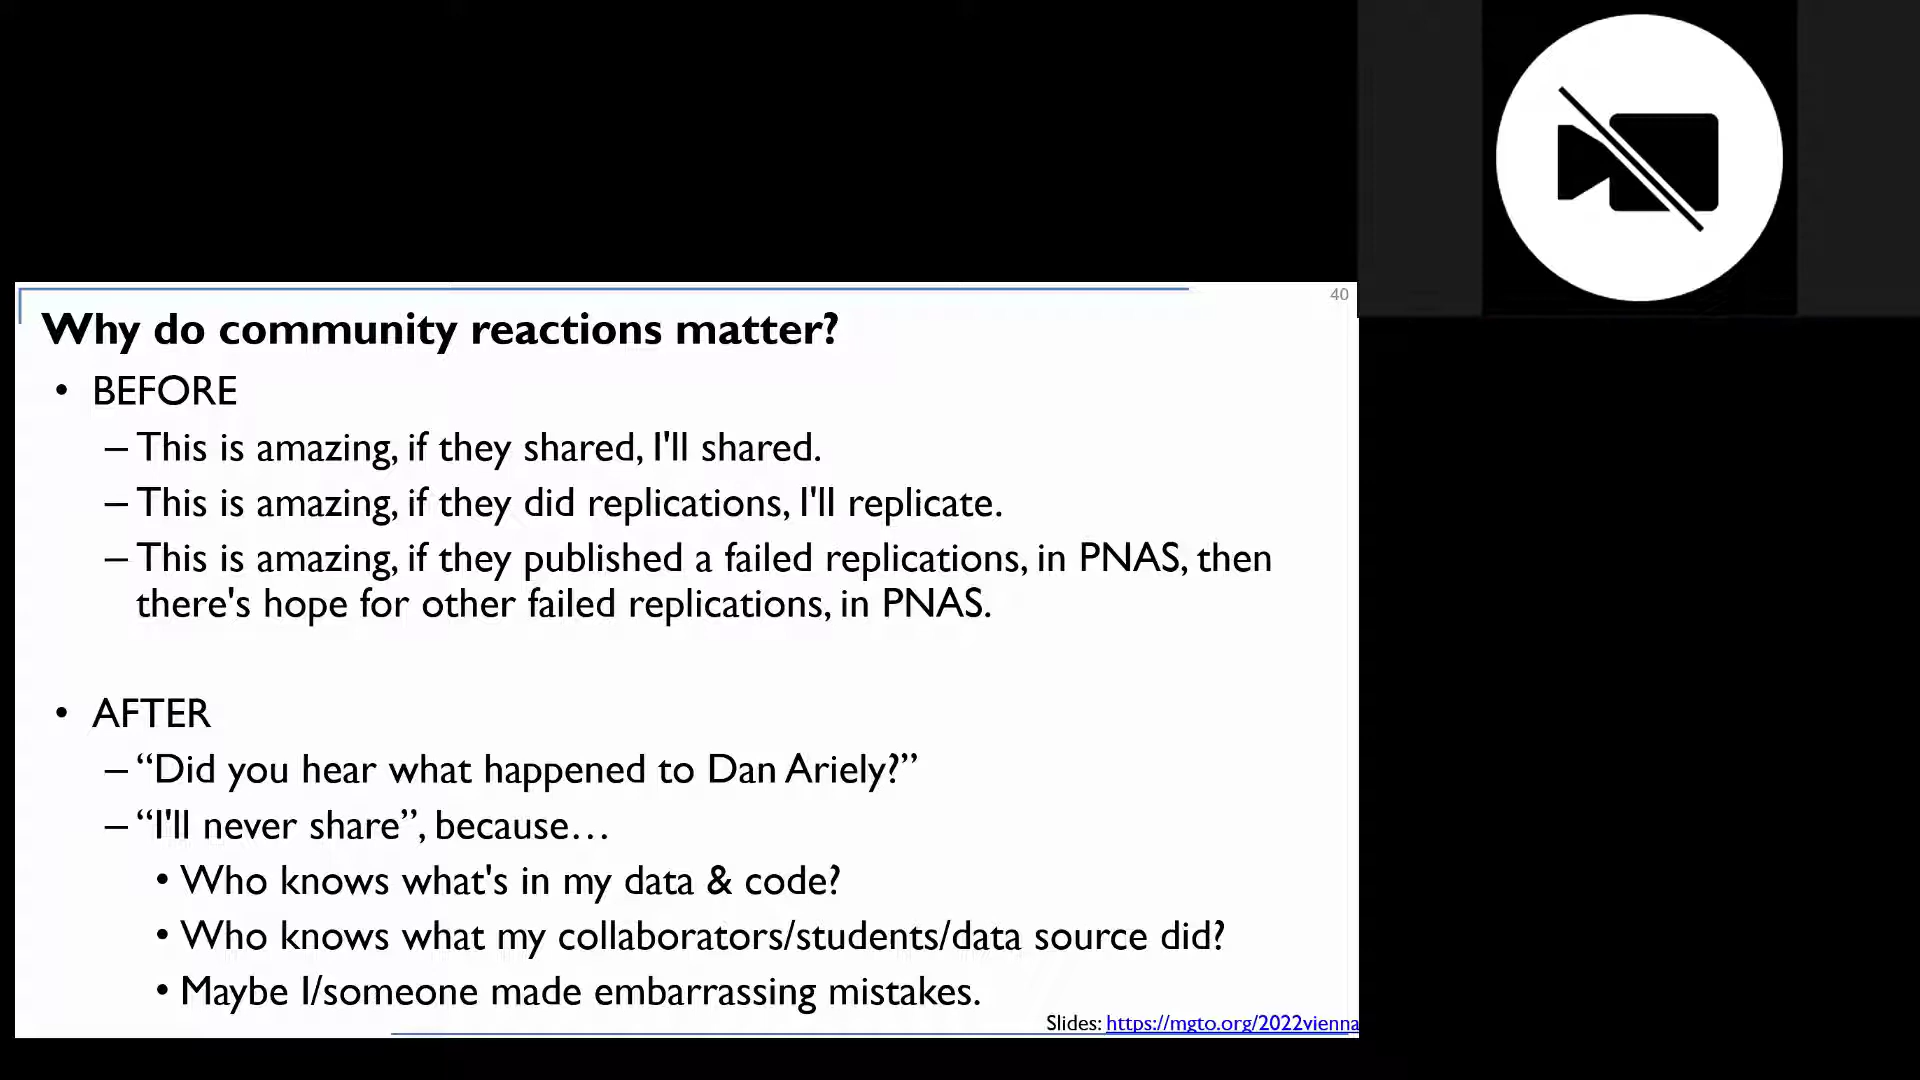 40
Why do community reactions matter?
• BEFORE
– This is amazing, if they shared, I'll shared.
– This is amazing, if they did replications, I'll replicate.
– This is amazing, if they published a failed replications, in PNAS, then
there's hope for other failed replications, in PNAS.
• AFTER
– “Did you hear what happened to Dan Ariely?”
– “I'll never share”, because…
• Who knows what's in my data & code?
• Who knows what my collaborators/students/data source did?
• Maybe I/someone made embarrassing mistakes.
Slides: https://mgto.org/2022vienna